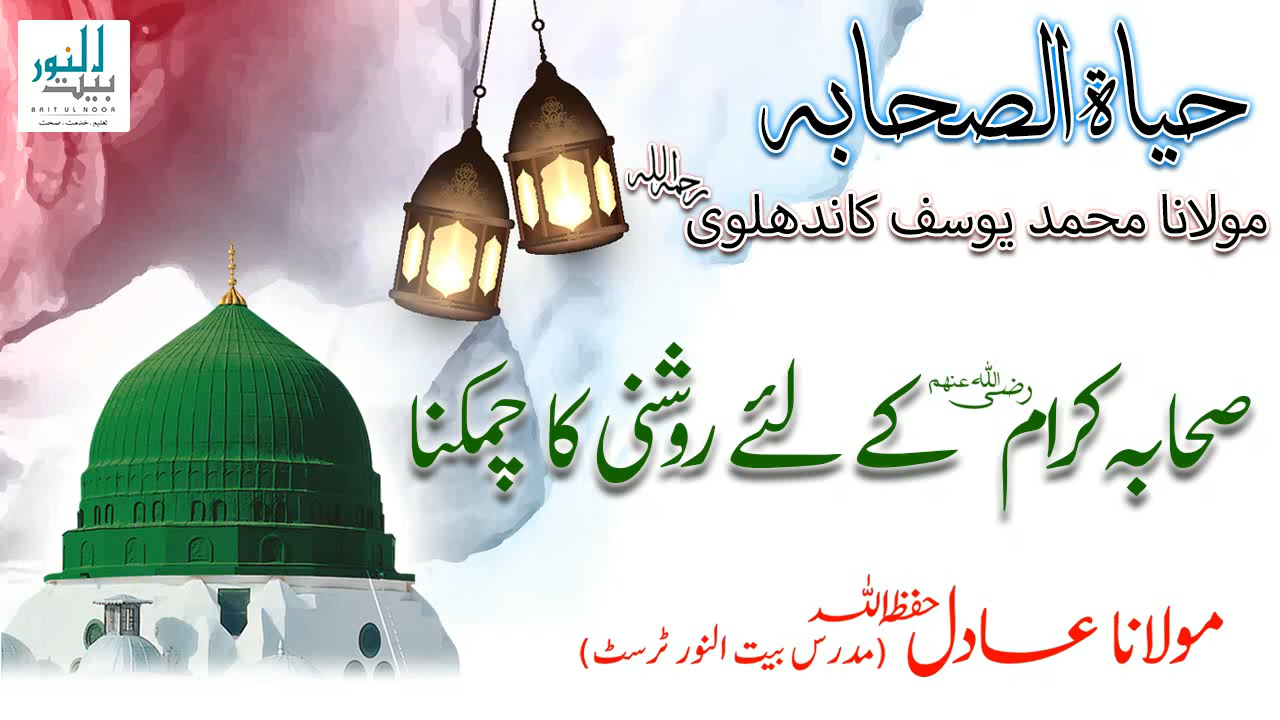 بیت النور
BAIT UL NOOR
تعلیم . خدمت . صحت
حیاۃ الصحابہ
مولانا محمد یوسف کاندھلوی رحمہ اللہ
صحابہ کرام رضی اللہ عنہم کے لئے روشنی کا چمکنا
مولانا عادل حفظہ اللہ (مدرس بیت النور ٹرسٹ)